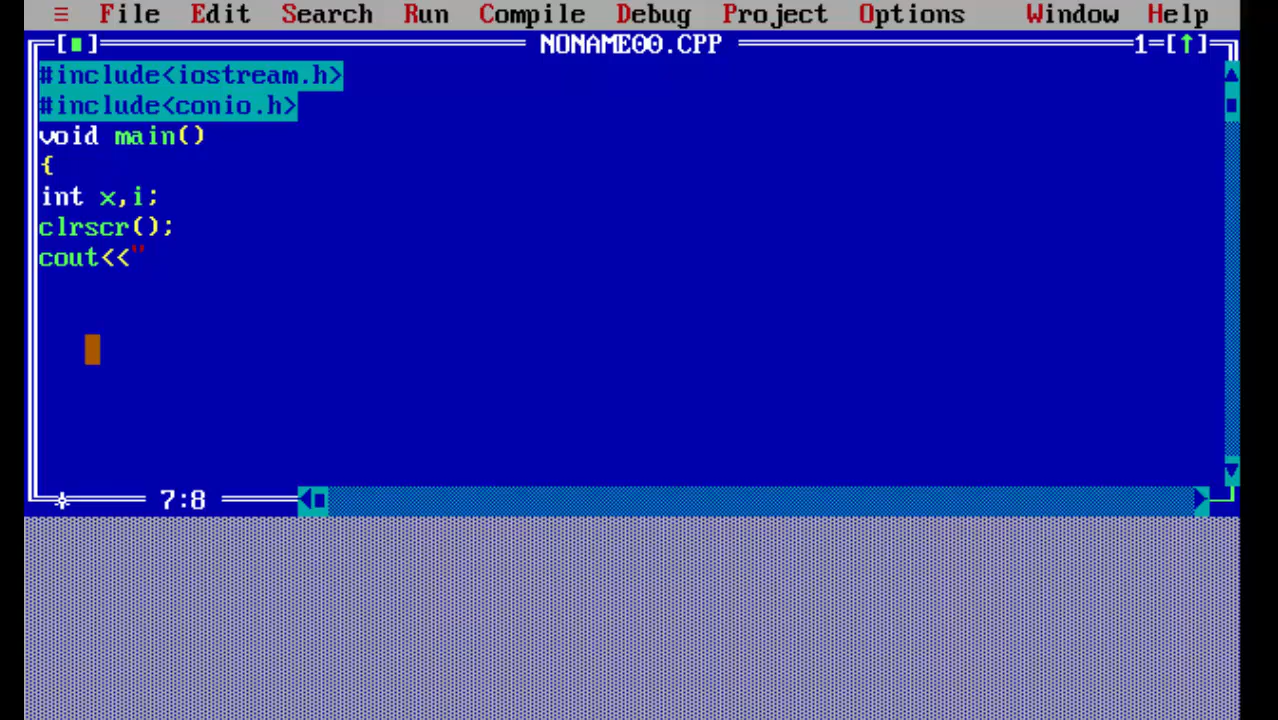 ≡ File Edit Search Run Compile Debug Project Options Window Help
[■] NONAME00.CPP 1=[↑]
#include<iostream.h>
#include<conio.h>
void main()
{
int x,i;
clrscr();
cout<<"
7:8